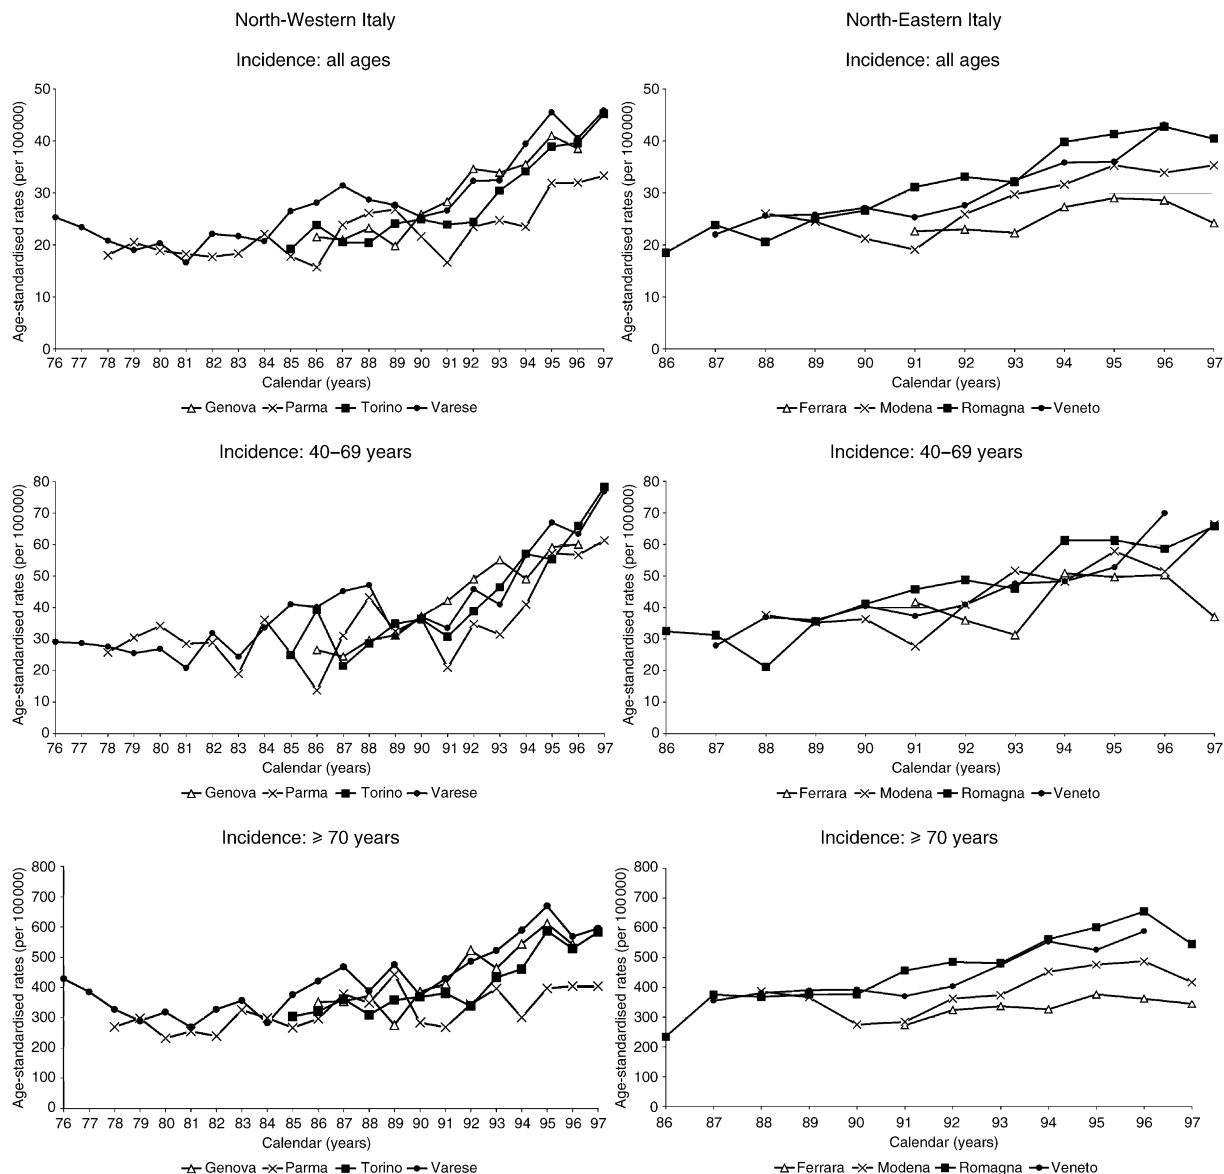 North-Western Italy
Incidence: all ages
Age-standardised rates (per 100 000)
50
40
30
20
10
0
76 77 78 79 80 81 82 83 84 85 86 87 88 89 90 91 92 93 94 95 96 97
Calendar (years)
Genova Parma Torino Varese
North-Eastern Italy
Incidence: all ages
Age-standardised rates (per 100 000)
50
40
30
20
10
0
86 87 88 89 90 91 92 93 94 95 96 97
Calendar (years)
Ferrara Modena Romagna Veneto
Incidence: 40–69 years
Age-standardised rates (per 100 000)
80
70
60
50
40
30
20
10
0
76 77 78 79 80 81 82 83 84 85 86 87 88 89 90 91 92 93 94 95 96 97
Calendar (years)
Genova Parma Torino Varese
Incidence: 40–69 years
Age-standardised rates (per 100 000)
80
70
60
50
40
30
20
10
0
86 87 88 89 90 91 92 93 94 95 96 97
Calendar (years)
Ferrara Modena Romagna Veneto
Incidence: ⩾ 70 years
Age-standardised rates (per 100 000)
800
700
600
500
400
300
200
100
0
76 77 78 79 80 81 82 83 84 85 86 87 88 89 90 91 92 93 94 95 96 97
Calendar (years)
Genova Parma Torino Varese
Incidence: ⩾ 70 years
Age-standardised rates (per 100 000)
800
700
600
500
400
300
200
100
0
86 87 88 89 90 91 92 93 94 95 96 97
Calendar (years)
Ferrara Modena Romagna Veneto